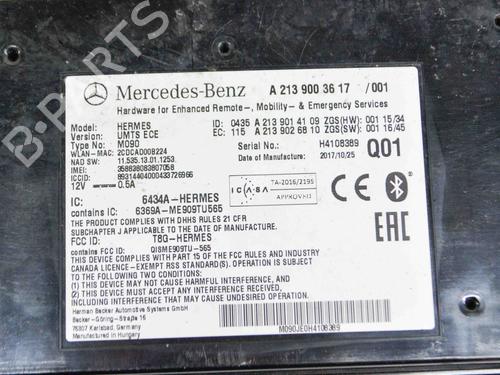 Mercedes-Benz A 213 900 36 17 /001
Hardware for Enhanced Remote-, Mobility- & Emergency Services
Model: HERMES ID: 0435 A 213 901 41 09 ZGS(HW): 001 15/34
Version: UMTS ECE EC: 115 A 213 902 68 10 ZGS(SW): 001 16/45
Type No: M090 Serial No.: H4108389
WLAN-MAC: 2CDCAD00B224 Date of Manufacture: 2017/10/25 Q01
NAD SW: 11.535.13.01.1253
IMEI: 358838083807058
ICC: 89314404000433726966
12V 0.5A
ICASA TA-2016/2195
APPROVED
IC: 6434A-HERMES
contains IC: 6369A-ME909TU565
THE PRODUCT COMPLIES WITH DHHS RULES 21 CFR
SUBCHAPTER J APPLICABLE TO THE DATE OF MANUFACTURE.
FCC ID: T8G-HERMES
contains FCC ID: QISME909TU-565
THIS DEVICE COMPLIES WITH PART 15 OF THE FCC RULES AND INDUSTRY
CANADA LICENCE-EXEMPT RSS STANDARD(S). OPERATION IS SUBJECT
TO THE FOLLOWING TWO CONDITIONS:
(1) THIS DEVICE MAY NOT CAUSE HARMFUL INTERFERENCE, AND
(2) THIS DEVICE MUST ACCEPT ANY INTERFERENCE RECEIVED, INCLUDING
INTERFERENCE THAT MAY CAUSE UNDESIRED OPERATION.
Harman Becker Automotive Systems GmbH
Becker-Göring-Straße 16
76307 Karlsbad, Germany
Manufactured in Hungary
M090JE0H4108389
EAC